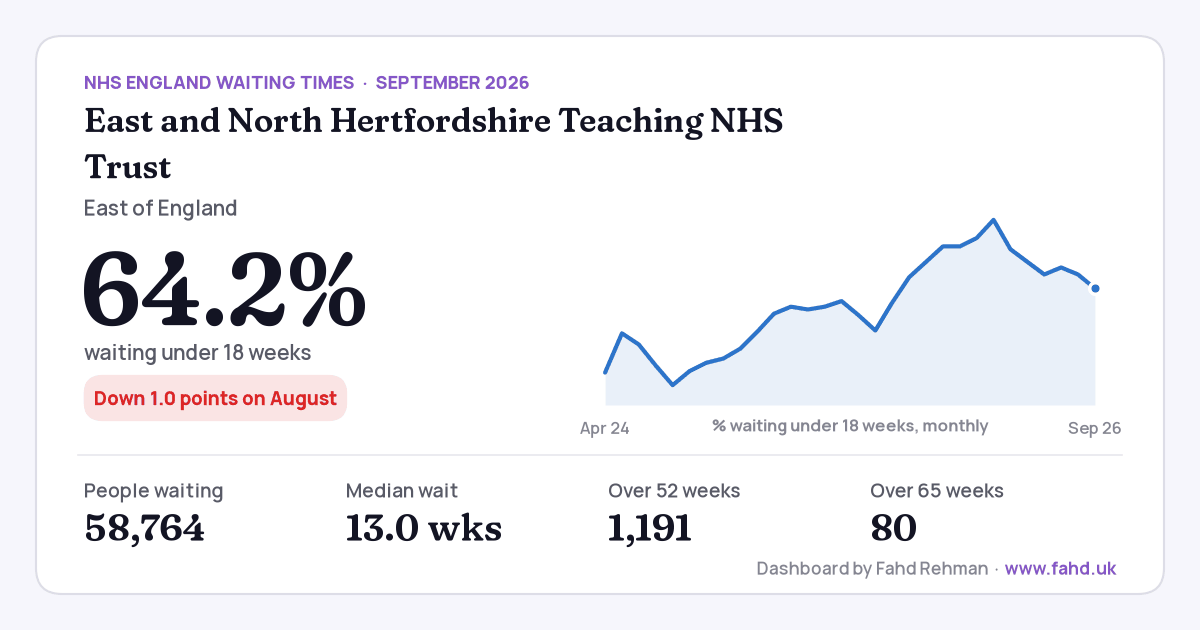 NHS ENGLAND WAITING TIMES · SEPTEMBER 2026
East and North Hertfordshire Teaching NHS
Trust
East of England
64.2%
waiting under 18 weeks
Down 1.0 points on August
Apr 24
% waiting under 18 weeks, monthly
Sep 26
People waiting
58,764
Median wait
13.0 wks
Over 52 weeks
1,191
Over 65 weeks
80
Dashboard by Fahd Rehman · www.fahd.uk